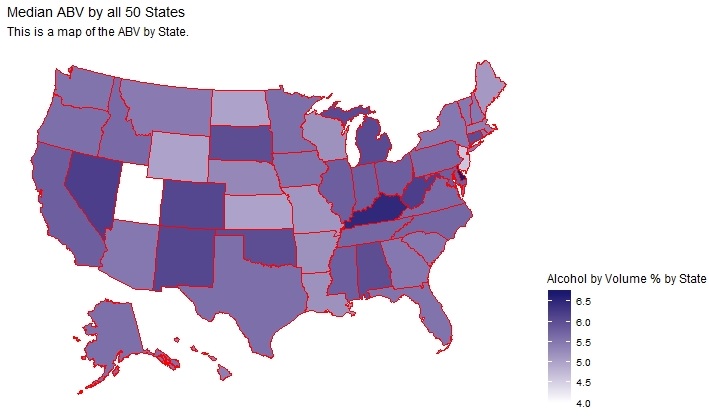 Median ABV by all 50 States
This is a map of the ABV by State.
Alcohol by Volume % by State
6.5
6.0
5.5
5.0
4.5
4.0